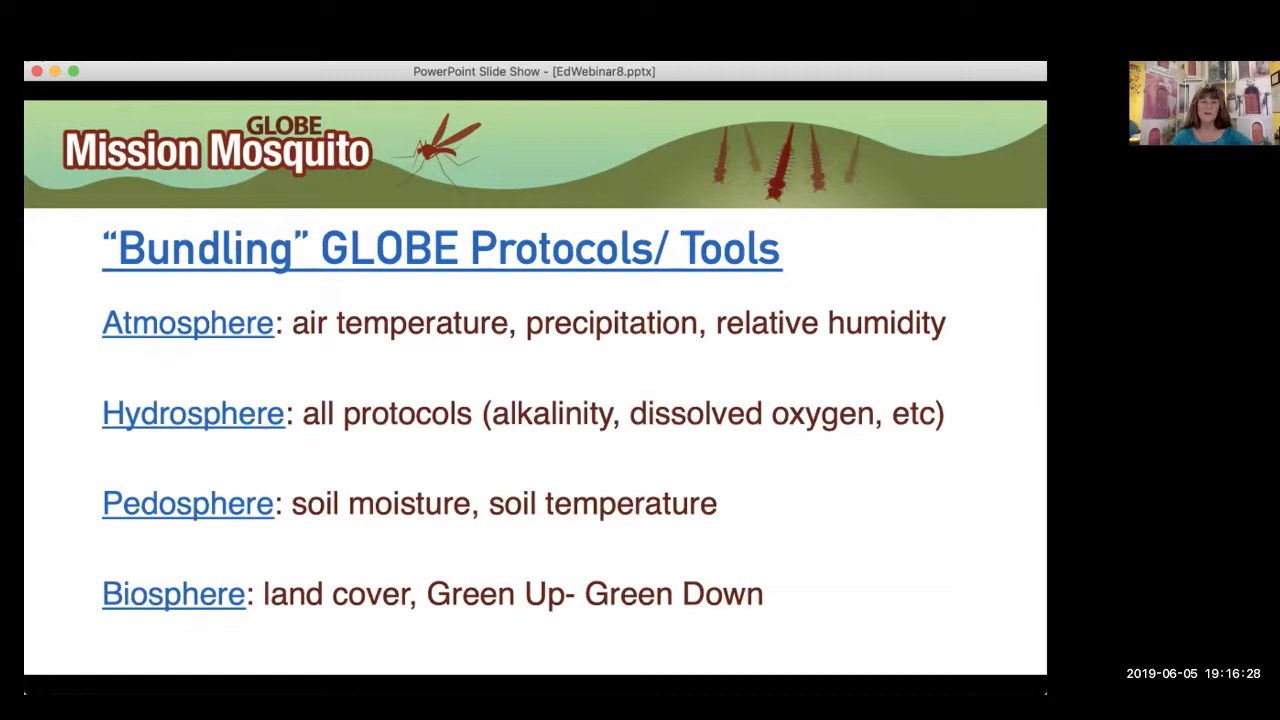 PowerPoint Slide Show - [EdWebinar8.pptx]
GLOBE
Mission Mosquito
“Bundling” GLOBE Protocols/ Tools
Atmosphere: air temperature, precipitation, relative humidity
Hydrosphere: all protocols (alkalinity, dissolved oxygen, etc)
Pedosphere: soil moisture, soil temperature
Biosphere: land cover, Green Up- Green Down
2019-06-05 19:16:28